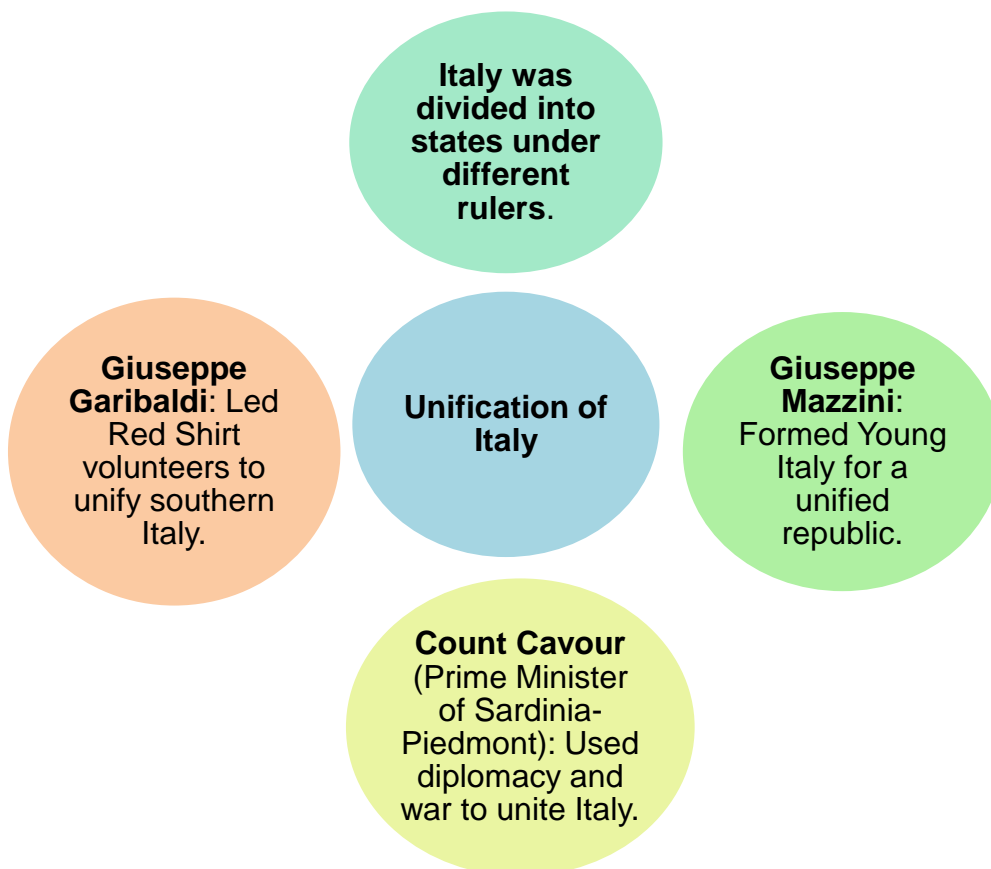 Italy was
divided into
states under
different
rulers.
Giuseppe
Garibaldi: Led
Red Shirt
volunteers to
unify southern
Italy.
Unification of
Italy
Giuseppe
Mazzini:
Formed Young
Italy for a
unified
republic.
Count Cavour
(Prime Minister
of Sardinia-
Piedmont): Used
diplomacy and
war to unite Italy.